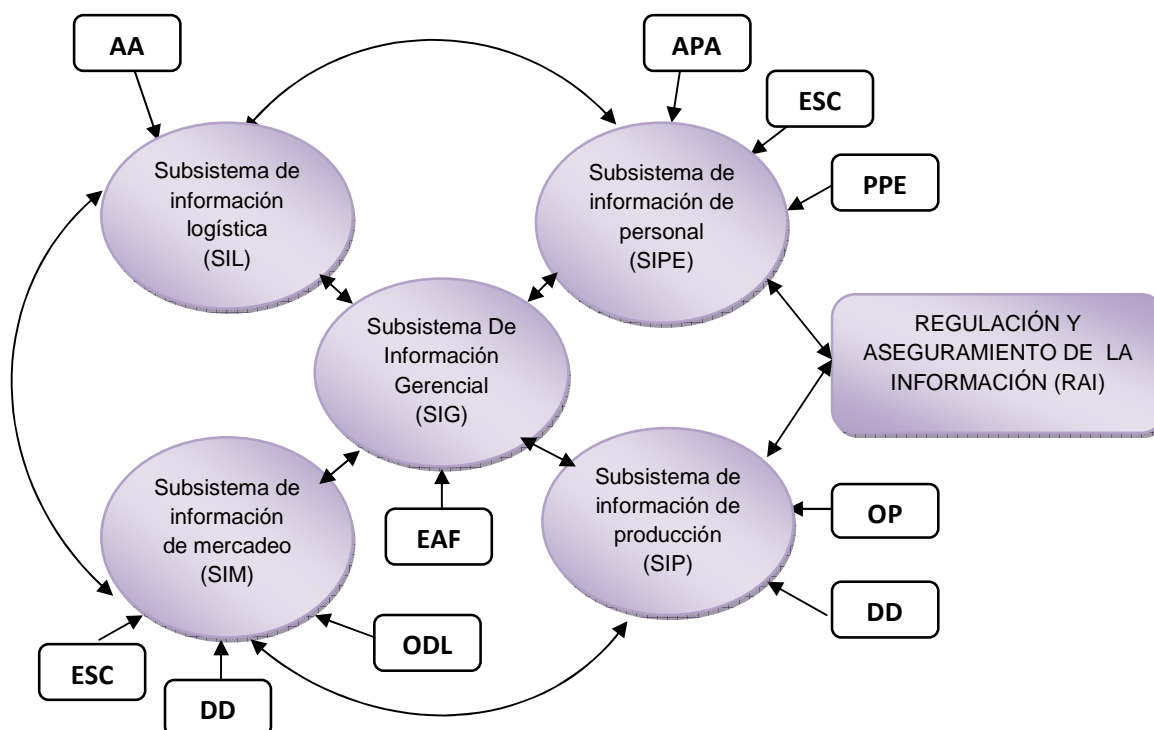 AA
APA
ESC
PPE
Subsistema de
información
logística
(SIL)
Subsistema de
información de
personal
(SIPE)
Subsistema De
Información
Gerencial
(SIG)
REGULACIÓN Y
ASEGURAMIENTO DE LA
INFORMACIÓN (RAI)
Subsistema de
información
de mercadeo
(SIM)
EAF
Subsistema de
información de
producción
(SIP)
OP
DD
ODL
ESC
DD